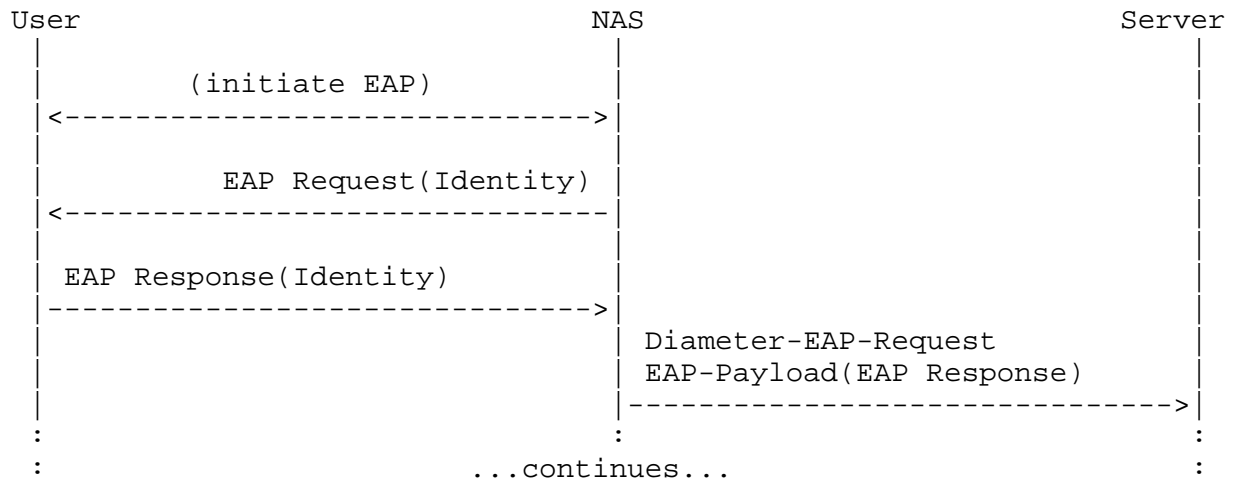 User NAS Server
(initiate EAP)
EAP Request(Identity)
EAP Response(Identity)
Diameter-EAP-Request
EAP-Payload(EAP Response)
: : :
: ...continues... :